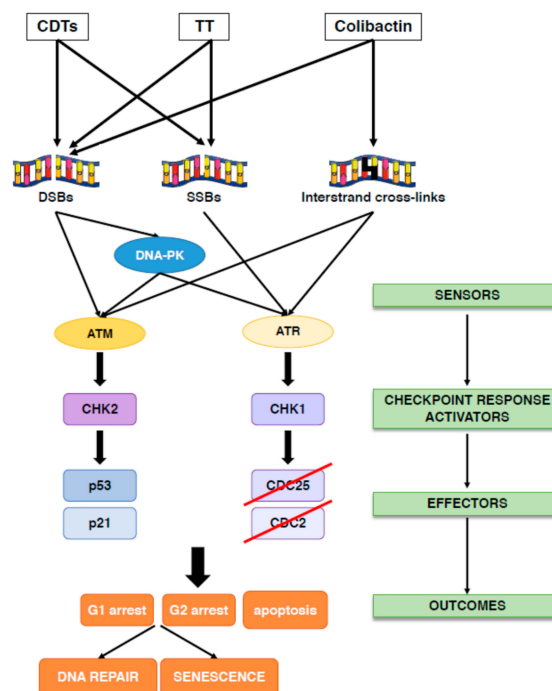 CDTs
TT
Colibactin
DSBs
SSBs
Interstrand cross-links
DNA-PK
ATM
ATR
SENSORS
CHK2
CHK1
CHECKPOINT RESPONSE
ACTIVATORS
p53
CDC25
p21
CDC2
EFFECTORS
G1 arrest
G2 arrest
apoptosis
OUTCOMES
DNA REPAIR
SENESCENCE